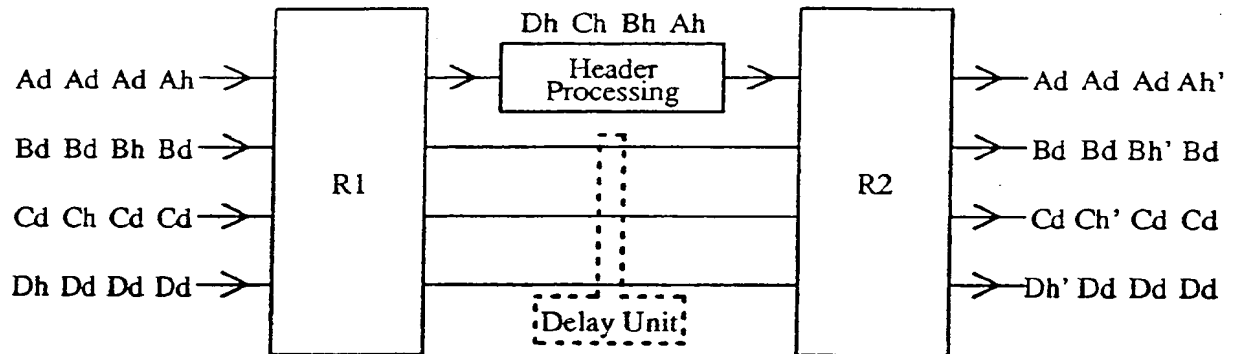 Dh Ch Bh Ah
Header
Processing
Ad Ad Ad Ah
Ad Ad Ad Ah'
Bd Bd Bh Bd
Bd Bd Bh' Bd
R1
R2
Cd Ch Cd Cd
Cd Ch' Cd Cd
Dh Dd Dd Dd
Dh' Dd Dd Dd
Delay Unit